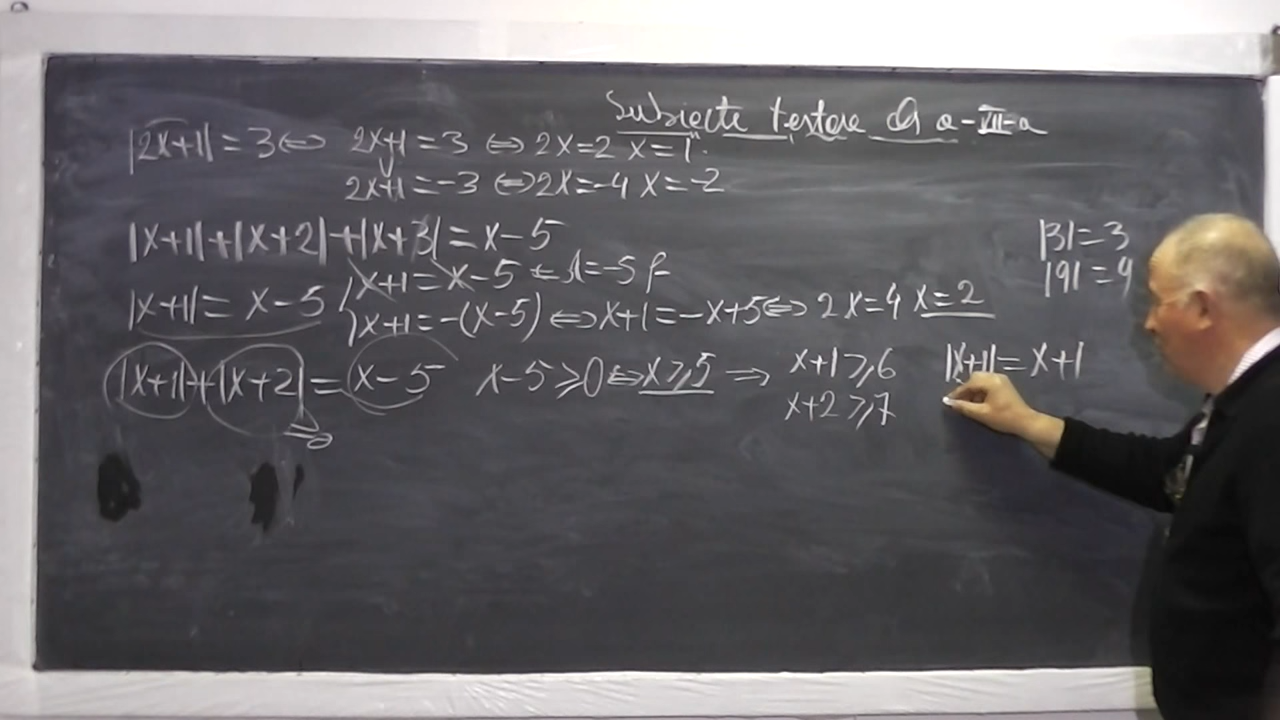 Subiecte testare cls a-VII-a
|2x+1| = 3 ⇔ 2x+1 = 3 ⇔ 2x=2 x=1
2x+1 = -3 ⇔ 2x=-4 x=-2
|x+1|+|x+2|+|x+3| = x-5
|x+1| = x-5 x+1 = x-5 ⇔ 1=-5 f
x+1 = -(x-5) ⇔ x+1 = -x+5 ⇔ 2x=4 x=2
|3|=3
|9|=9
|x+1|+|x+2| = x-5 x-5 ≥ 0 ⇔ x ≥ 5 ⇒ x+1 ≥ 6 |x+1| = x+1
≥0 x+2 ≥ 7